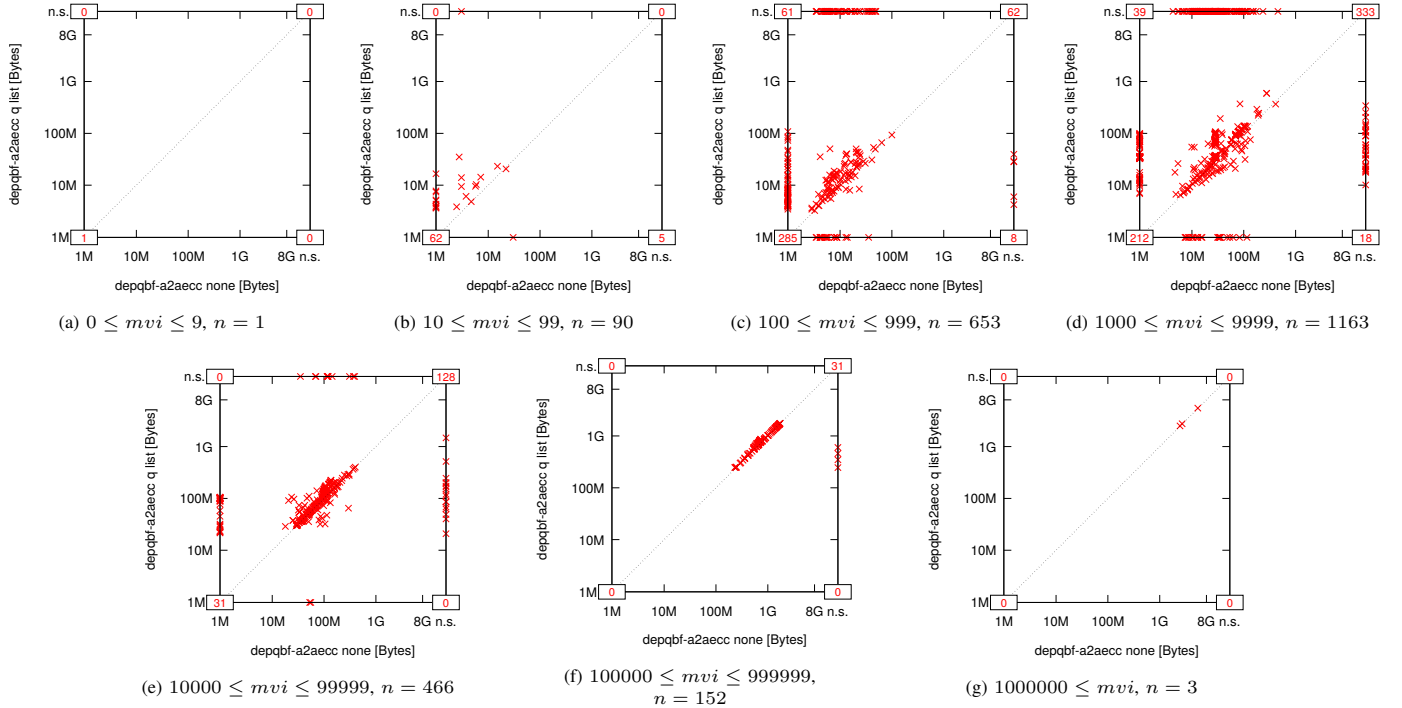 n.s.
0
0
8G
1G
100M
10M
1M
1
0
1M
10M
100M
1G
8G n.s.
depqbf-a2aecc q list [Bytes]
depqbf-a2aecc none [Bytes]
(a) 0 ≤ mvi ≤ 9, n = 1
n.s.
0
0
8G
1G
100M
10M
1M
62
5
1M
10M
100M
1G
8G n.s.
depqbf-a2aecc q list [Bytes]
depqbf-a2aecc none [Bytes]
(b) 10 ≤ mvi ≤ 99, n = 90
n.s.
61
62
8G
1G
100M
10M
1M
285
8
1M
10M
100M
1G
8G n.s.
depqbf-a2aecc q list [Bytes]
depqbf-a2aecc none [Bytes]
(c) 100 ≤ mvi ≤ 999, n = 653
n.s.
39
333
8G
1G
100M
10M
1M
212
18
1M
10M
100M
1G
8G n.s.
depqbf-a2aecc q list [Bytes]
depqbf-a2aecc none [Bytes]
(d) 1000 ≤ mvi ≤ 9999, n = 1163
n.s.
0
128
8G
1G
100M
10M
1M
31
0
1M
10M
100M
1G
8G n.s.
depqbf-a2aecc q list [Bytes]
depqbf-a2aecc none [Bytes]
(e) 10000 ≤ mvi ≤ 99999, n = 466
n.s.
0
31
8G
1G
100M
10M
1M
0
0
1M
10M
100M
1G
8G n.s.
depqbf-a2aecc q list [Bytes]
depqbf-a2aecc none [Bytes]
(f) 100000 ≤ mvi ≤ 999999,
n = 152
n.s.
0
0
8G
1G
100M
10M
1M
0
0
1M
10M
100M
1G
8G n.s.
depqbf-a2aecc q list [Bytes]
depqbf-a2aecc none [Bytes]
(g) 1000000 ≤ mvi, n = 3